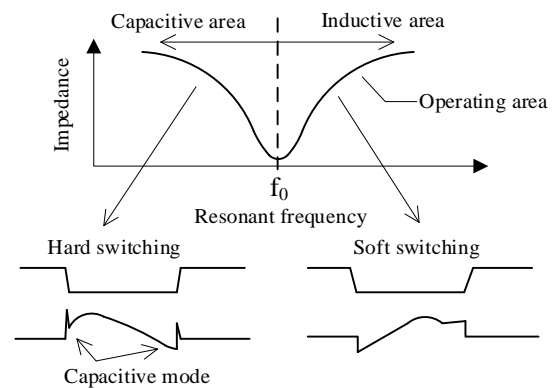 Capacitive area
Inductive area
Impedance
Operating area
f0
Resonant frequency
Hard switching
Soft switching
Capacitive mode